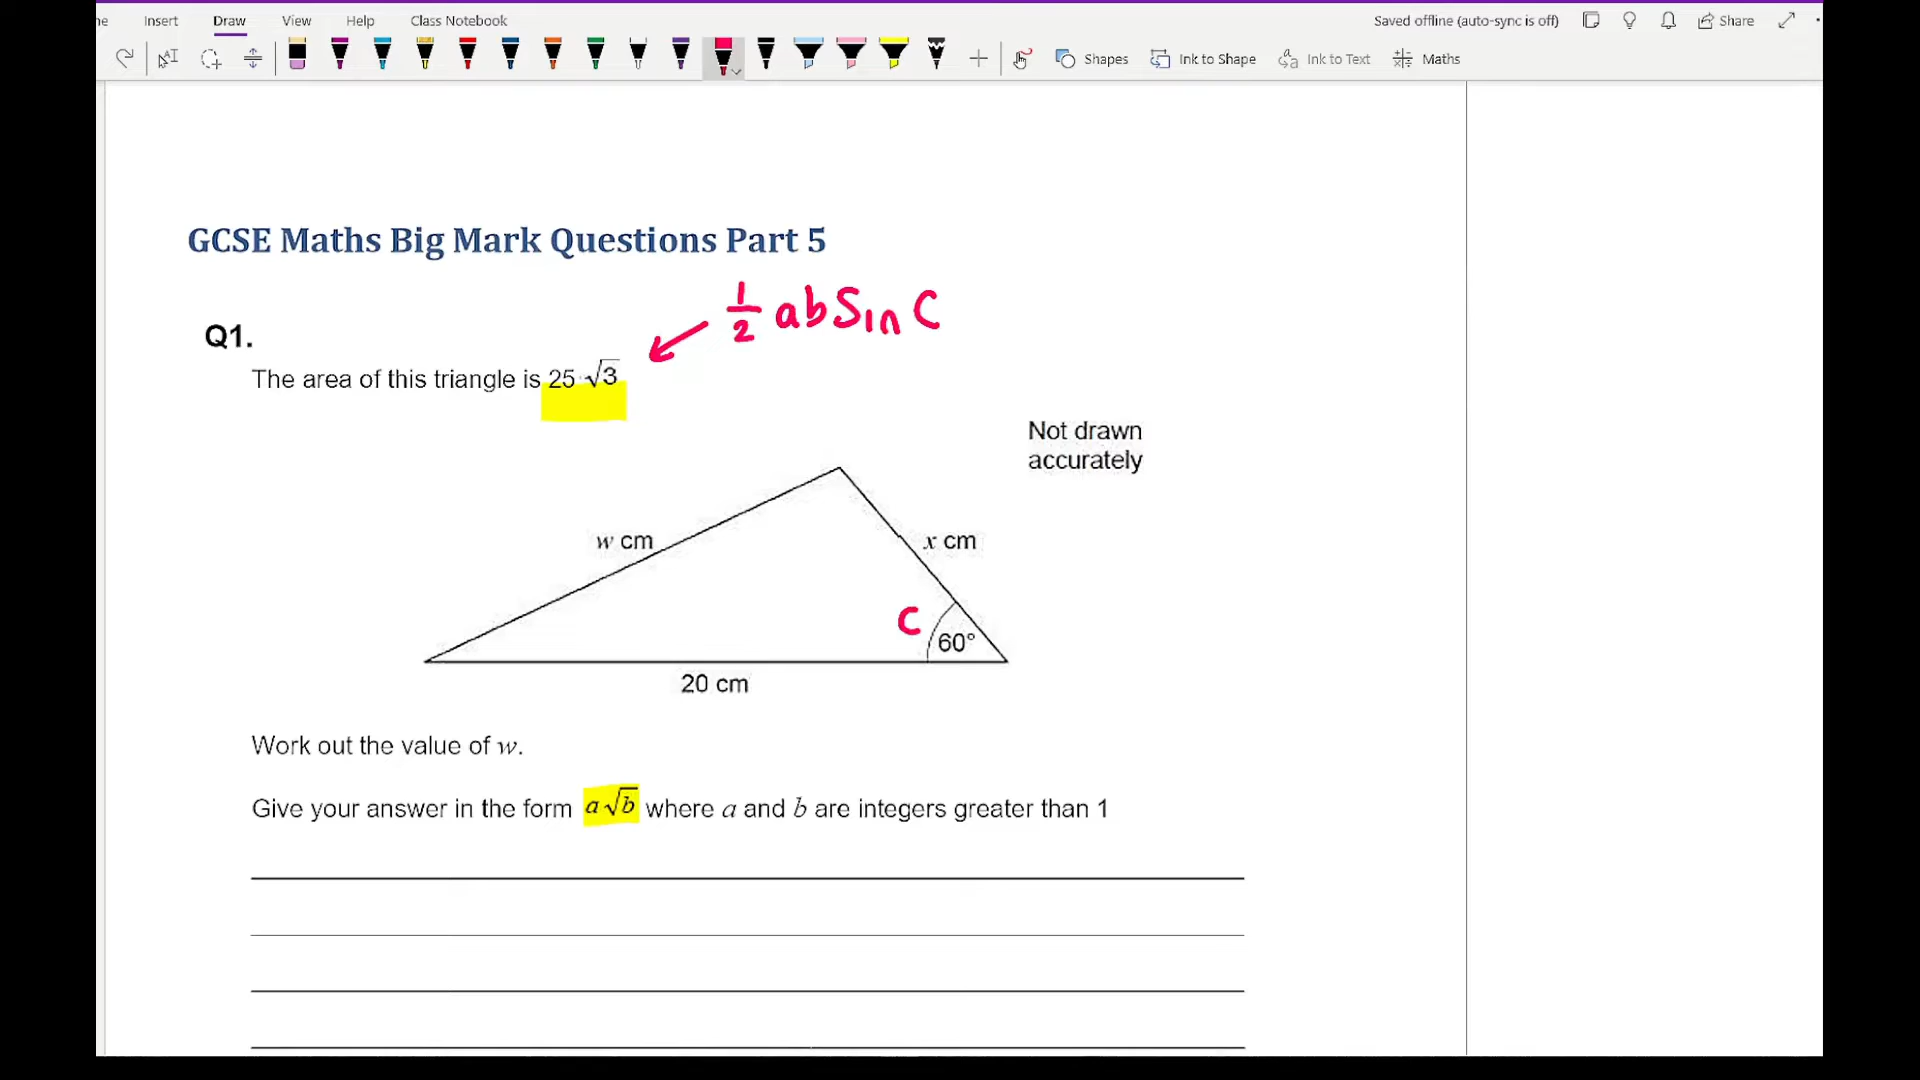 Insert Draw View Help Class Notebook Saved offline (auto-sync is off) Share
Shapes Ink to Shape Ink to Text Maths
GCSE Maths Big Mark Questions Part 5
1/2 ab Sin C
Q1.
The area of this triangle is 25 √3
Not drawn
accurately
w cm
x cm
C
60°
20 cm
Work out the value of w.
Give your answer in the form a√b where a and b are integers greater than 1